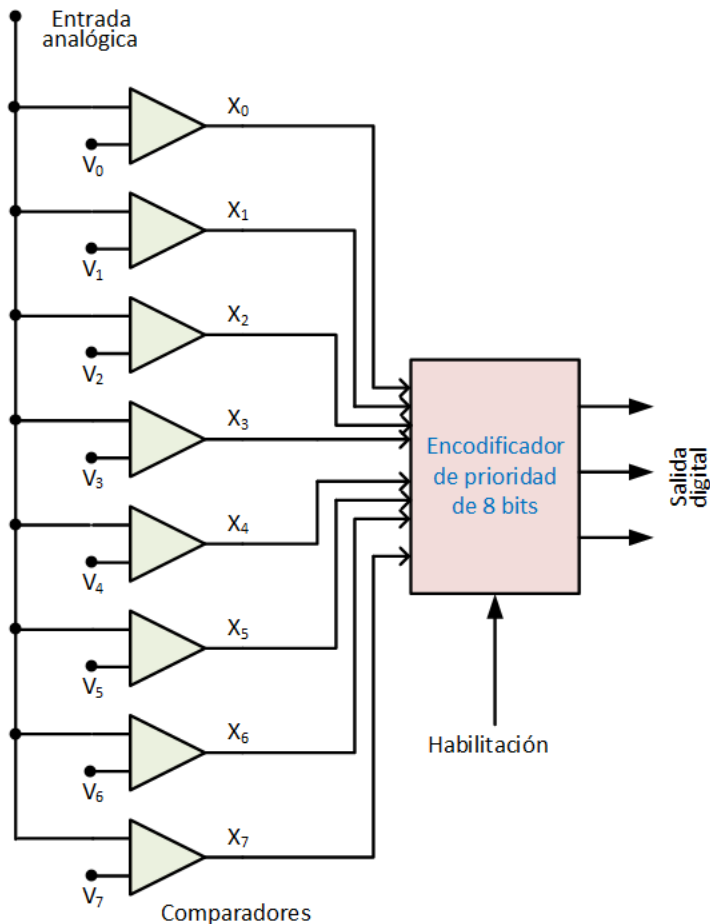 Entrada
analógica
X₀
V₀
X₁
V₁
X₂
V₂
X₃
V₃
X₄
V₄
X₅
V₅
X₆
V₆
X₇
V₇
Comparadores
Encodificador
de prioridad
de 8 bits
Salida
digital
Habilitación